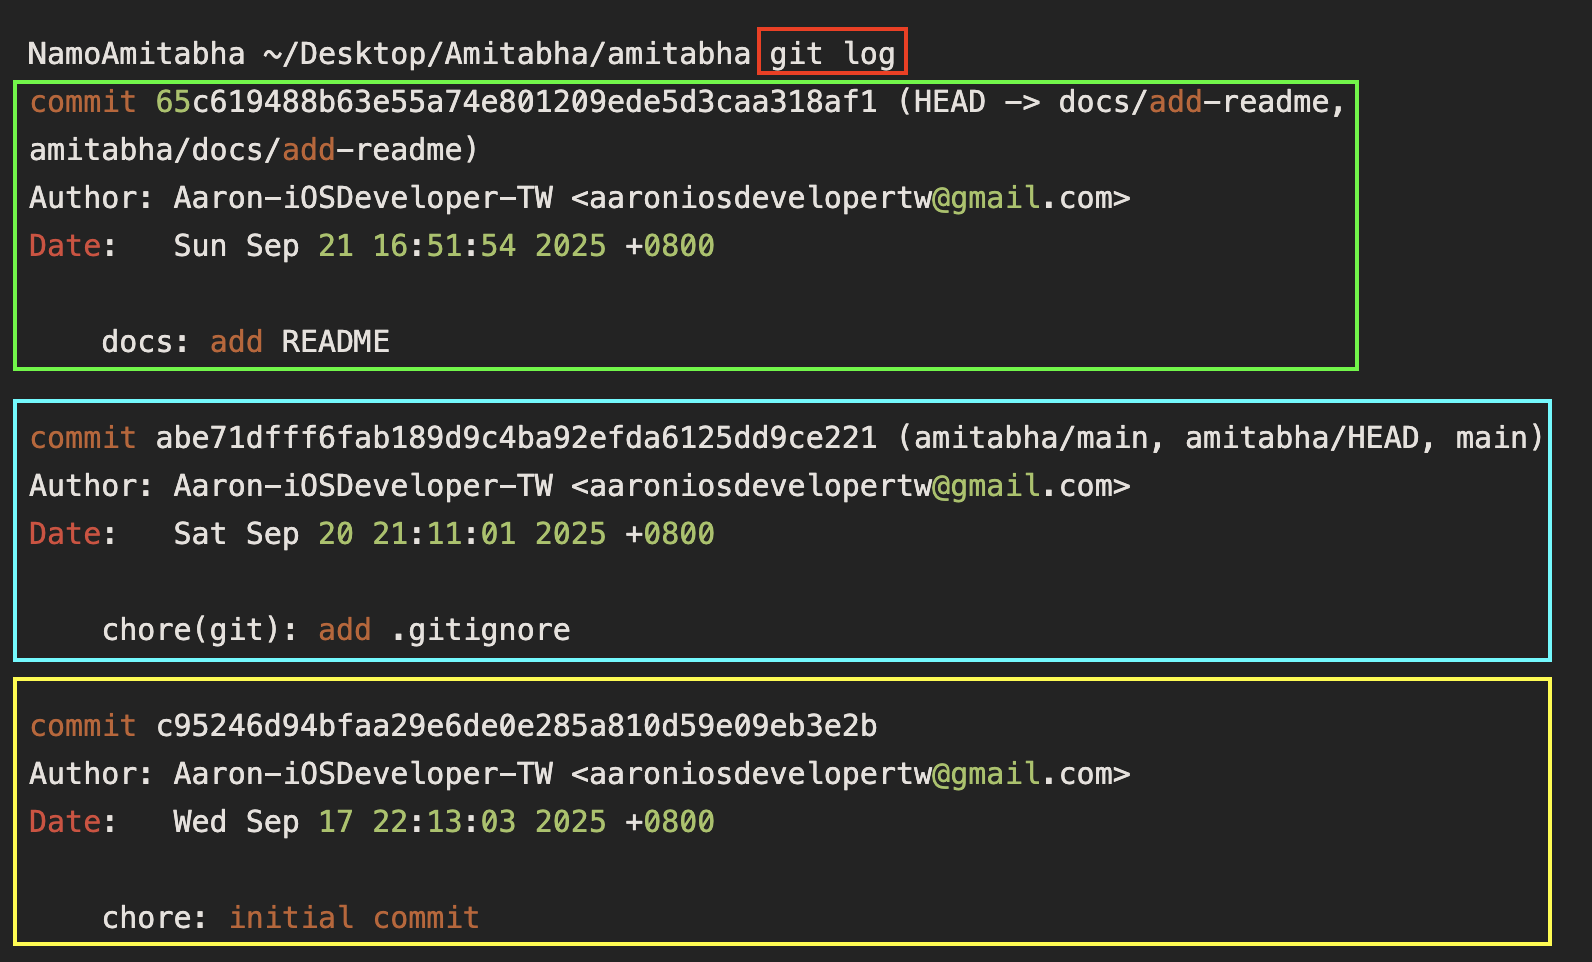 NamoAmitabha ~/Desktop/Amitabha/amitabha git log
commit 65c619488b63e55a74e801209ede5d3caa318af1 (HEAD -> docs/add-readme,
amitabha/docs/add-readme)
Author: Aaron-iOSDeveloper-TW <aaroniosdevelopertw@gmail.com>
Date:   Sun Sep 21 16:51:54 2025 +0800
    docs: add README
commit abe71dfff6fab189d9c4ba92efda6125dd9ce221 (amitabha/main, amitabha/HEAD, main)
Author: Aaron-iOSDeveloper-TW <aaroniosdevelopertw@gmail.com>
Date:   Sat Sep 20 21:11:01 2025 +0800
    chore(git): add .gitignore
commit c95246d94bfaa29e6de0e285a810d59e09eb3e2b
Author: Aaron-iOSDeveloper-TW <aaroniosdevelopertw@gmail.com>
Date:   Wed Sep 17 22:13:03 2025 +0800
    chore: initial commit